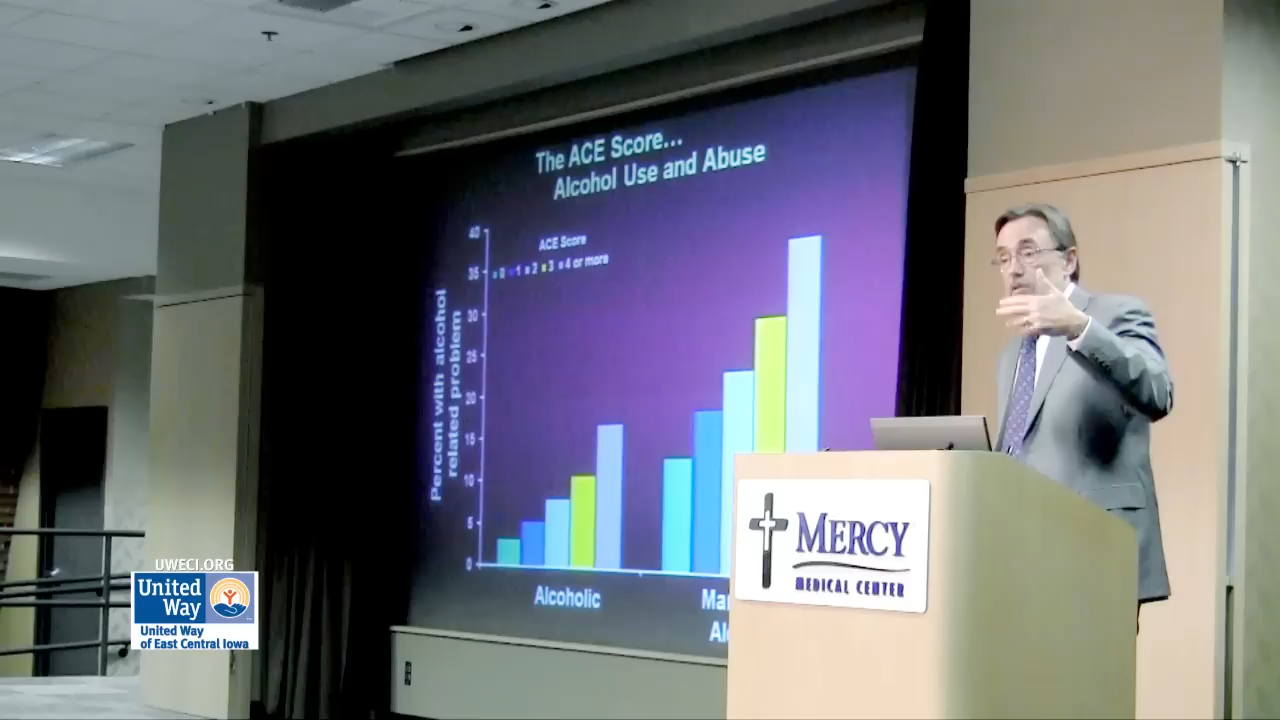 The ACE Score...
Alcohol Use and Abuse
ACE Score
0 1 2 3 4 or more
40
35
30
25
20
15
10
5
0
Percent with alcohol
related problem
Alcoholic
Ma
Al
MERCY
MEDICAL CENTER
UWECI.ORG
United
Way
United Way
of East Central Iowa